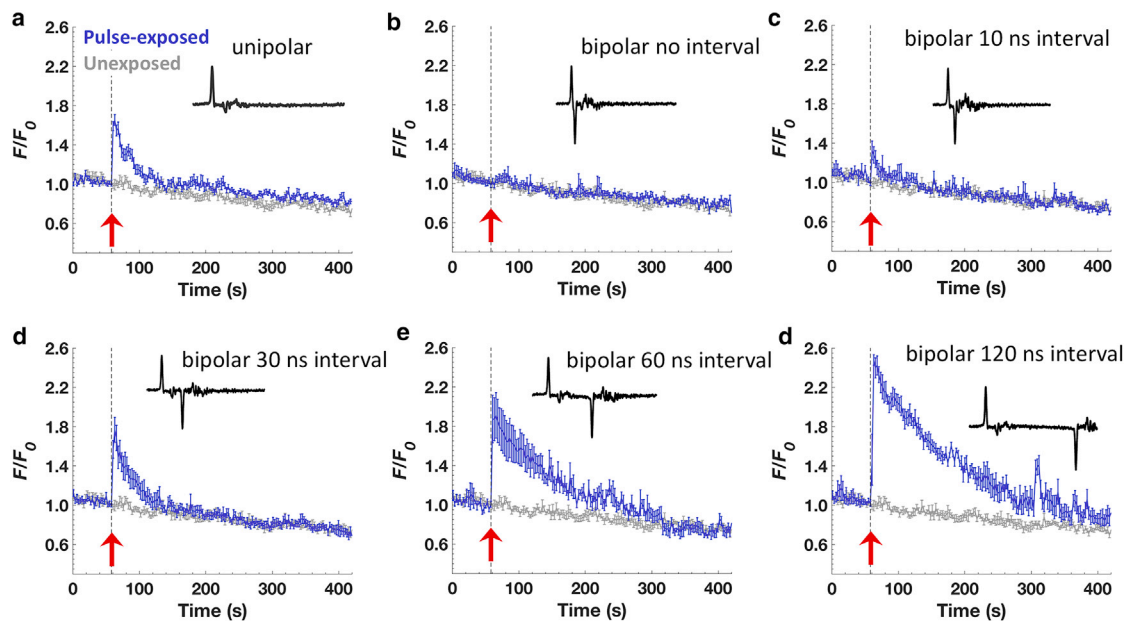 a
Pulse-exposed
Unexposed
unipolar
F/F0
2.6
2.2
1.8
1.4
1.0
0.6
0 100 200 300 400
Time (s)
b
bipolar no interval
F/F0
2.6
2.2
1.8
1.4
1.0
0.6
0 100 200 300 400
Time (s)
c
bipolar 10 ns interval
F/F0
2.6
2.2
1.8
1.4
1.0
0.6
0 100 200 300 400
Time (s)
d
bipolar 30 ns interval
F/F0
2.6
2.2
1.8
1.4
1.0
0.6
0 100 200 300 400
Time (s)
e
bipolar 60 ns interval
F/F0
2.6
2.2
1.8
1.4
1.0
0.6
0 100 200 300 400
Time (s)
d
bipolar 120 ns interval
F/F0
2.6
2.2
1.8
1.4
1.0
0.6
0 100 200 300 400
Time (s)